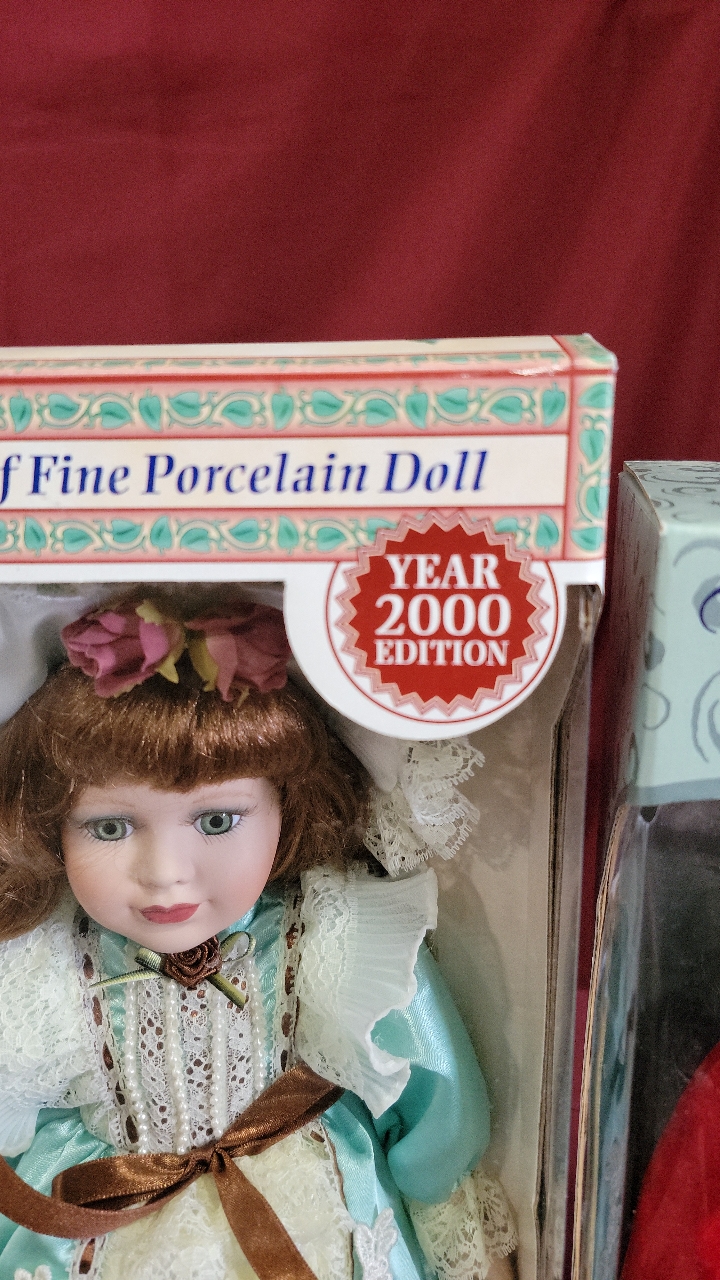 f Fine Porcelain Doll
YEAR
2000
EDITION